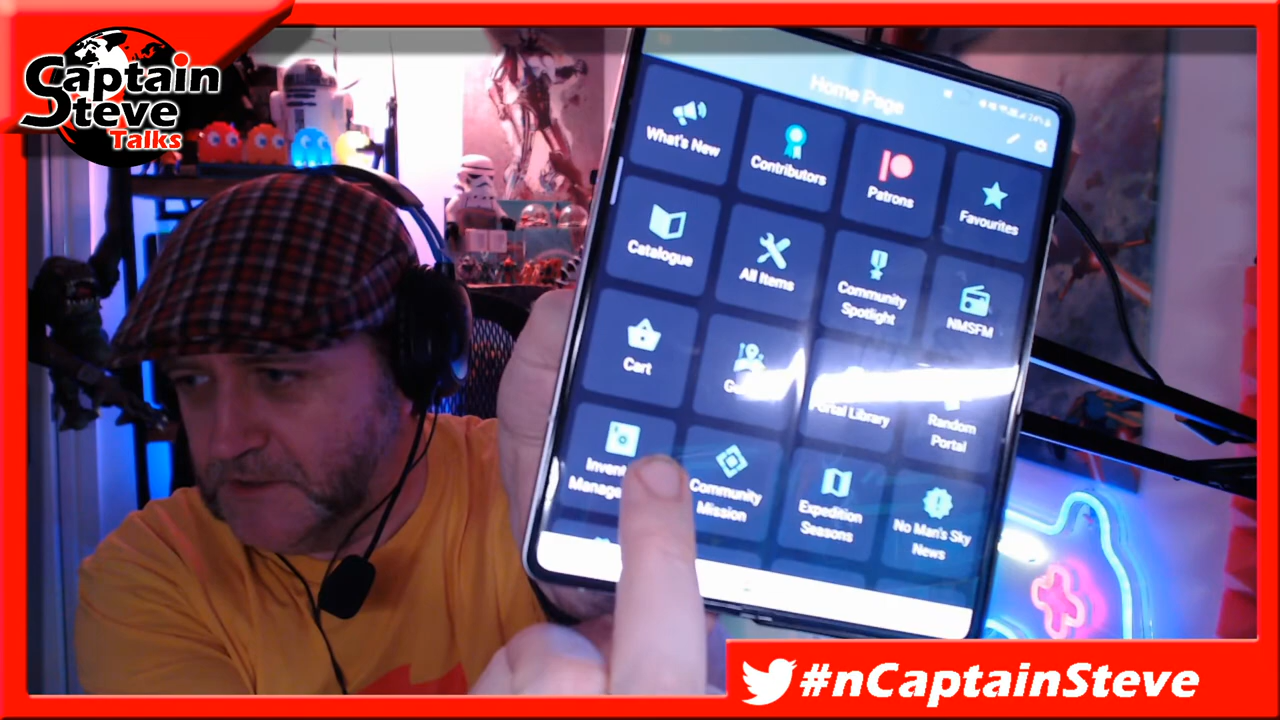 Captain
Steve
Talks
Home Page
24%
What's New
Contributors
Patrons
Favourites
Catalogue
All Items
Community
Spotlight
NMSFM
Cart
Portal Library
Random
Portal
Community
Mission
Expedition
Seasons
No Man's Sky
News
#nCaptainSteve